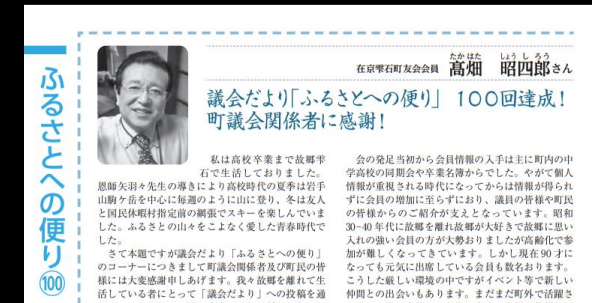 ふるさとへの便り 100
在京雫石町友会会員 高畑 昭四郎さん
たかはた しょうしろう
議会だより「ふるさとへの便り」 100回達成!
町議会関係者に感謝!
私は高校卒業まで故郷雫
石で生活しておりました。
恩師矢羽々先生の導きにより高校時代の夏季は岩手
山駒ケ岳を中心に毎週のように山に登り、冬は友人
と国民休暇村指定前の網張でスキーを楽しんでいま
した。ふるさとの山々をこよなく愛した青春時代で
した。
さて本題ですが議会だより「ふるさとへの便り」
のコーナーにつきまして町議会関係者及び町民の皆
様には大変感謝申しあげます。我々故郷を離れて生
活している者にとって「議会だより」への投稿を通
会の発足当初から会員情報の入手は主に町内の中
学高校の同期会や卒業名簿からでした。やがて個人
情報が重視される時代になってからは情報が得られ
ずに会員の増加に至らずにおり、議員の皆様や町民
の皆様からのご紹介が支えとなっています。昭和
30~40年代に故郷を離れ故郷が大好きで故郷に思い
入れの強い会員の方が大勢おりましたが高齢化で参
加が難しくなってきています。しかし現在90才に
なっても元気に出席している会員も数名おります。
こうした厳しい環境の中ですがイベント等で新しい
仲間との出会いもあります。まだまだ町外で活躍さ